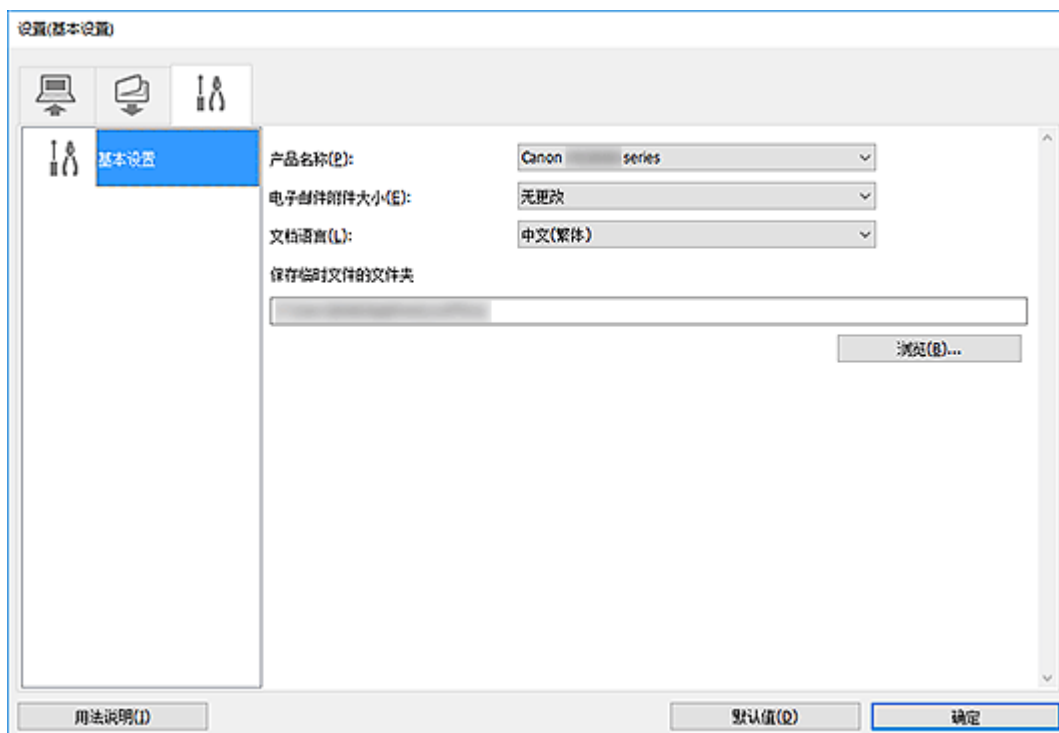 设置(基本设置)
基本设置
产品名称(P): Canon series
电子邮件附件大小(E): 无更改
文档语言(L): 中文(繁体)
保存临时文件的文件夹
浏览(B)...
用法说明(I) 默认值(D) 确定